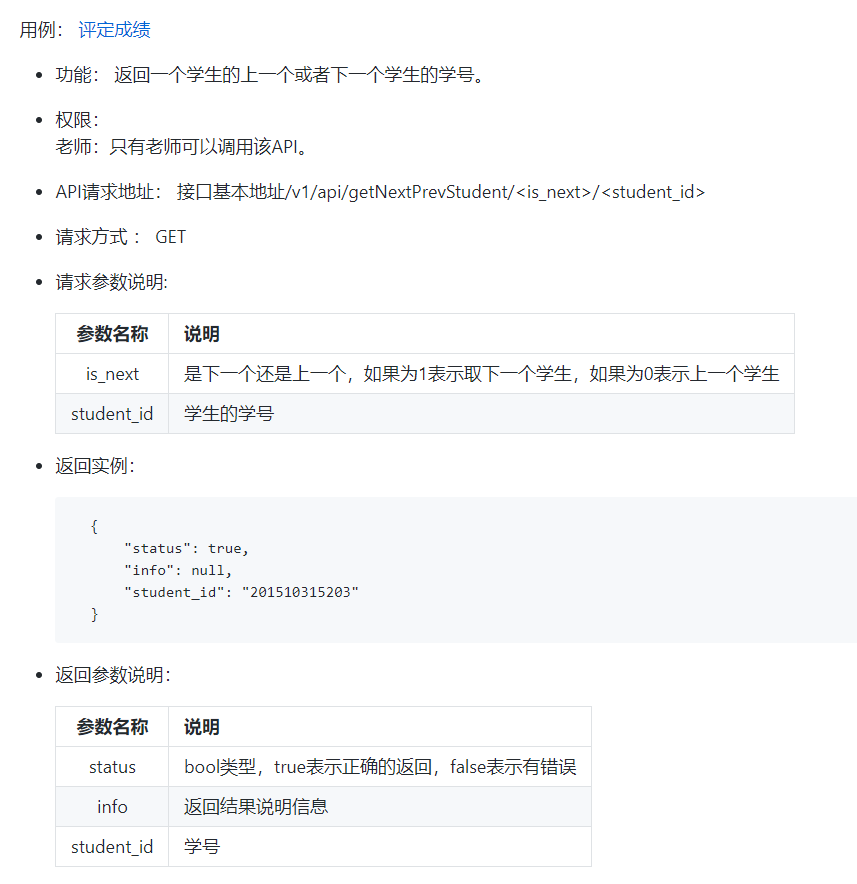 用例： 评定成绩
功能： 返回一个学生的上一个或者下一个学生的学号。
权限：
老师：只有老师可以调用该API。
API请求地址： 接口基本地址/v1/api/getNextPrevStudent/<is_next>/<student_id>
请求方式 ： GET
请求参数说明:
参数名称 说明
is_next 是下一个还是上一个，如果为1表示取下一个学生，如果为0表示上一个学生
student_id 学生的学号
返回实例：
{
"status": true,
"info": null,
"student_id": "201510315203"
}
返回参数说明：
参数名称 说明
status bool类型，true表示正确的返回，false表示有错误
info 返回结果说明信息
student_id 学号